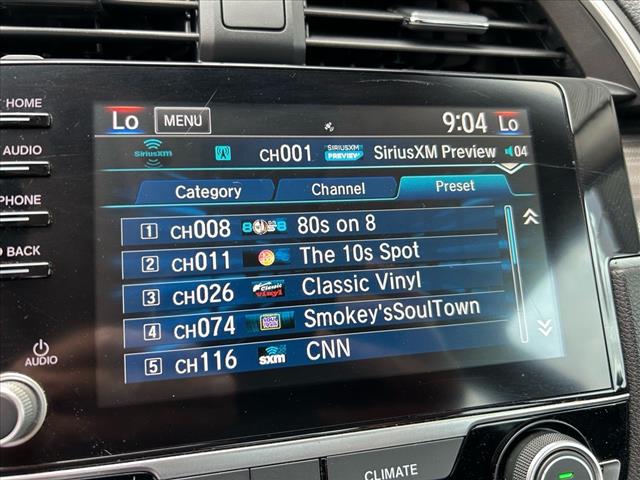 HOME
Lo MENU 9:04 Lo
AUDIO
SiriusXM CH001 SIRIUSXM PREVIEW SiriusXM Preview 04
PHONE
Category Channel Preset
1 CH008 80s on 8
2 CH011 The 10s Spot
BACK
3 CH026 Classic Vinyl Classic Vinyl
4 CH074 Smokey'sSoulTown
5 CH116 sxm CNN
AUDIO
CLIMATE